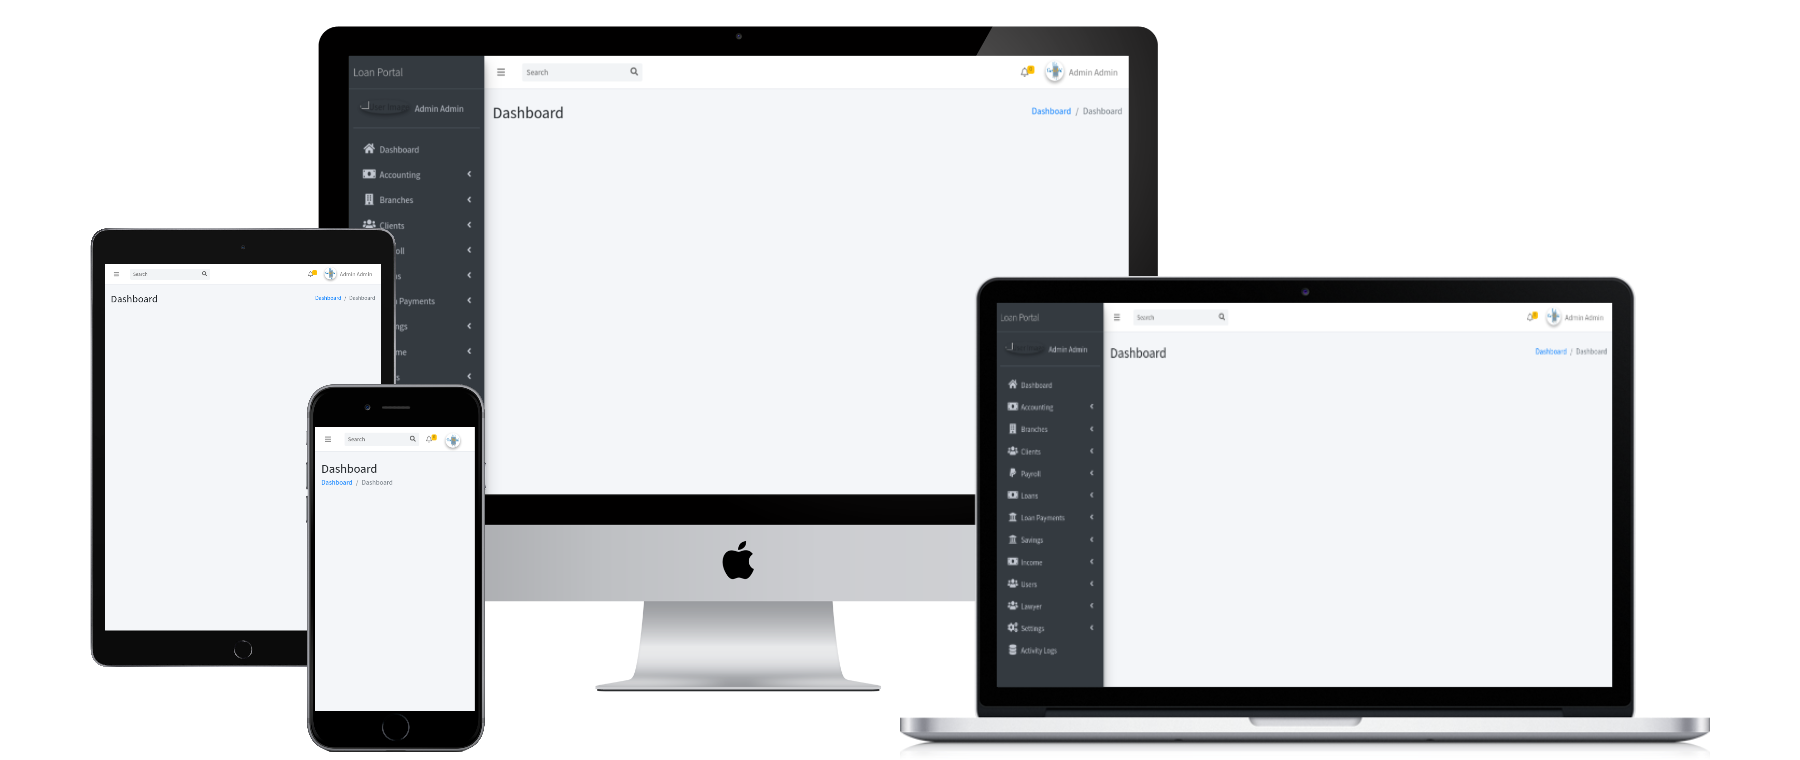 Loan Portal
Search
Admin Admin
Admin Admin
Dashboard
Dashboard / Dashboard
Dashboard
Accounting
Branches
Clients
oll
Payments
ngs
me
Search
Admin Admin
Dashboard
Dashboard / Dashboard
Search
Dashboard
Dashboard / Dashboard
Loan Portal
Search
Admin Admin
Admin Admin
Dashboard
Dashboard / Dashboard
Dashboard
Accounting
Branches
Clients
Payroll
Loans
Loan Payments
Savings
Income
Users
Lawyer
Settings
Activity Logs